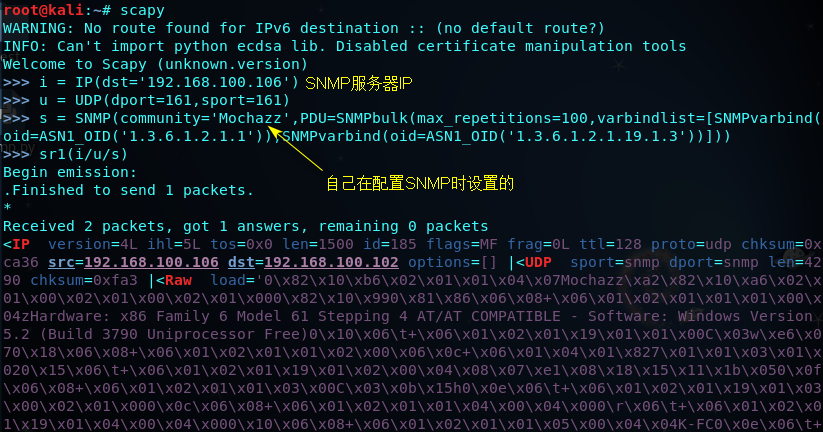 root@kali:~# scapy
WARNING: No route found for IPv6 destination :: (no default route?)
INFO: Can't import python ecdsa lib. Disabled certificate manipulation tools
Welcome to Scapy (unknown.version)
>>> i = IP(dst='192.168.100.106') SNMP服务器IP
>>> u = UDP(dport=161,sport=161)
>>> s = SNMP(community='Mochazz',PDU=SNMPbulk(max_repetitions=100,varbindlist=[SNMPvarbind(
oid=ASN1_OID('1.3.6.1.2.1.1')),SNMPvarbind(oid=ASN1_OID('1.3.6.1.2.1.19.1.3'))]))
>>> sr1(i/u/s)
Begin emission:
自己在配置SNMP时设置的
.Finished to send 1 packets.
*
Received 2 packets, got 1 answers, remaining 0 packets
<IP  version=4L ihl=5L tos=0x0 len=1500 id=185 flags=MF frag=0L ttl=128 proto=udp chksum=0x
ca36 src=192.168.100.106 dst=192.168.100.102 options=[] |<UDP  sport=snmp dport=snmp len=42
90 chksum=0xfa3 |<Raw  load='0\x82\x10\xb6\x02\x01\x01\x04\x07Mochazz\xa2\x82\x10\xa6\x02\x
01\x00\x02\x01\x00\x02\x01\x000\x82\x10\x990\x81\x86\x06\x08+\x06\x01\x02\x01\x01\x01\x00\x
04zHardware: x86 Family 6 Model 61 Stepping 4 AT/AT COMPATIBLE - Software: Windows Version
5.2 (Build 3790 Uniprocessor Free)0\x10\x06\t+\x06\x01\x02\x01\x19\x01\x01\x00C\x03w\xe6\x0
70\x18\x06\x08+\x06\x01\x02\x01\x01\x02\x00\x06\x0c+\x06\x01\x04\x01\x827\x01\x01\x03\x01\x
020\x15\x06\t+\x06\x01\x02\x01\x19\x01\x02\x00\x04\x08\x07\xe1\x08\x18\x15\x11\x1b\x050\x0f
\x06\x08+\x06\x01\x02\x01\x01\x03\x00C\x03\x0b\x15h0\x0e\x06\t+\x06\x01\x02\x01\x19\x01\x03
\x00\x02\x01\x000\x0c\x06\x08+\x06\x01\x02\x01\x01\x04\x00\x04\x000\r\x06\t+\x06\x01\x02\x0
1\x19\x01\x04\x00\x04\x000\x10\x06\x08+\x06\x01\x02\x01\x01\x05\x00\x04\x04K-FC0\x0e\x06\t+